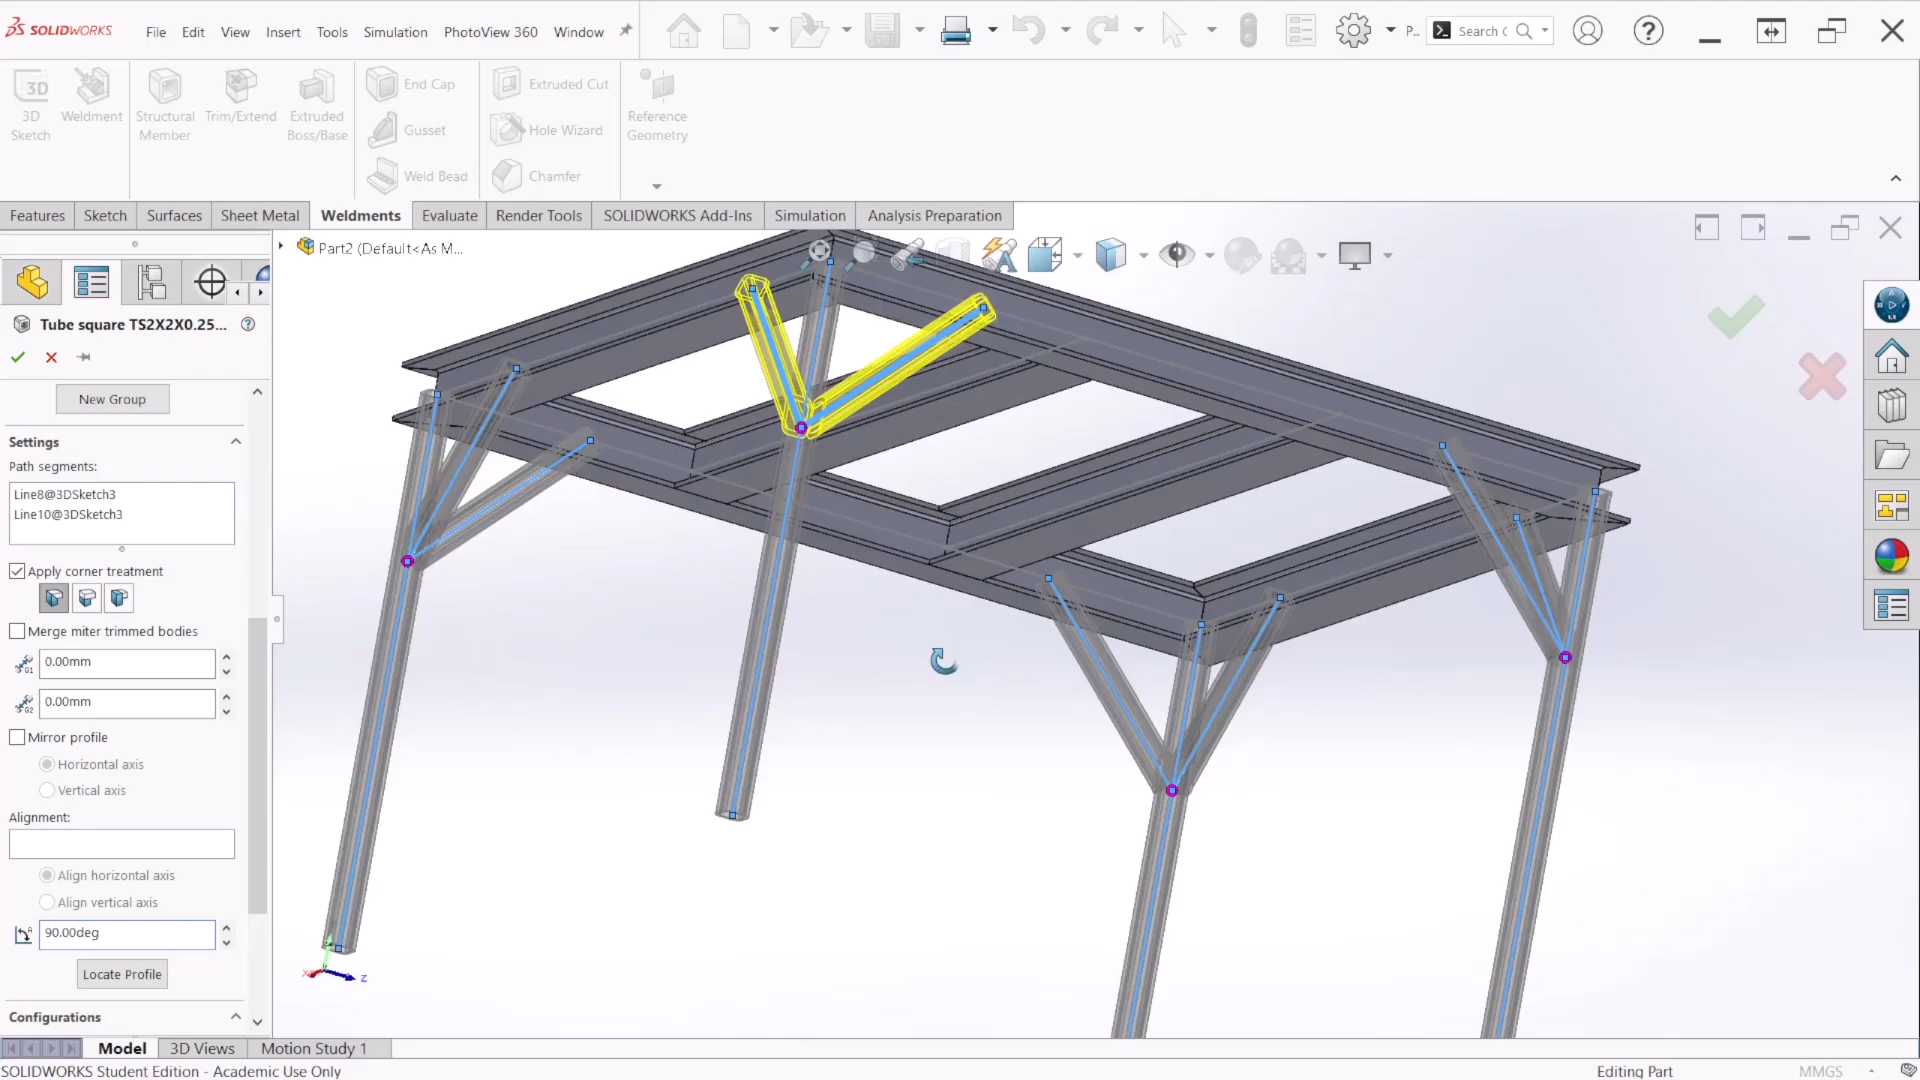 SOLIDWORKS File Edit View Insert Tools Simulation PhotoView 360 Window P.. Search C
3D Sketch
Weldment
Structural Member
Trim/Extend
Extruded Boss/Base
End Cap
Gusset
Weld Bead
Extruded Cut
Hole Wizard
Chamfer
Reference Geometry
Features Sketch Surfaces Sheet Metal Weldments Evaluate Render Tools SOLIDWORKS Add-Ins Simulation Analysis Preparation
Part2 (Default<As M...
Tube square TS2X2X0.25...
New Group
Settings
Path segments:
Line8@3DSketch3
Line10@3DSketch3
Apply corner treatment
Merge miter trimmed bodies
G1 0.00mm
G2 0.00mm
Mirror profile
Horizontal axis
Vertical axis
Alignment:
Align horizontal axis
Align vertical axis
90.00deg
Locate Profile
Configurations
X Z
Model 3D Views Motion Study 1
SOLIDWORKS Student Edition - Academic Use Only
Editing Part MMGS